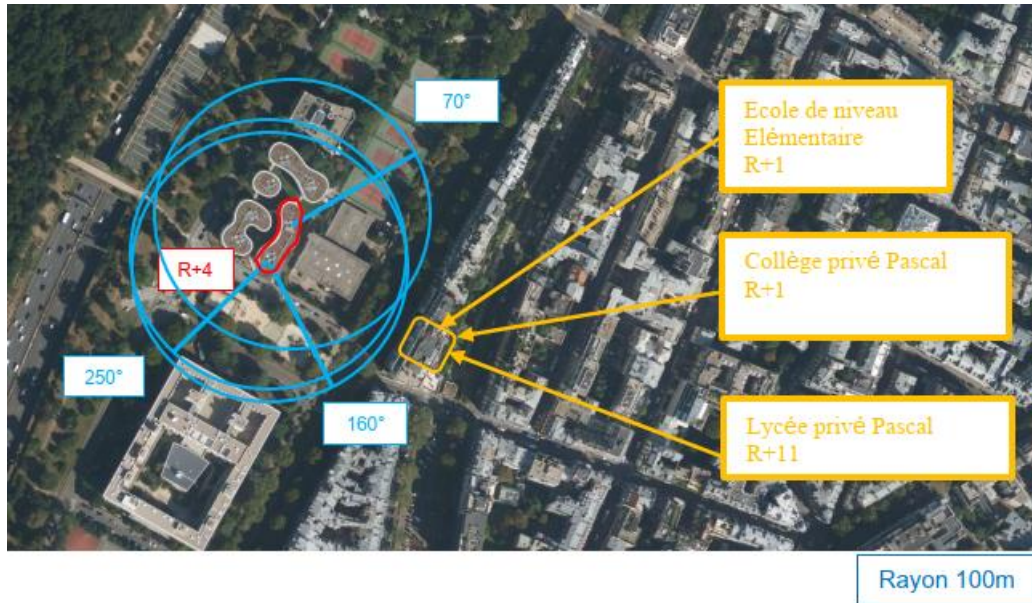 70°
Ecole de niveau
Elémentaire
R+1
R+4
Collège privé Pascal
R+1
250°
160°
Lycée privé Pascal
R+11
Rayon 100m